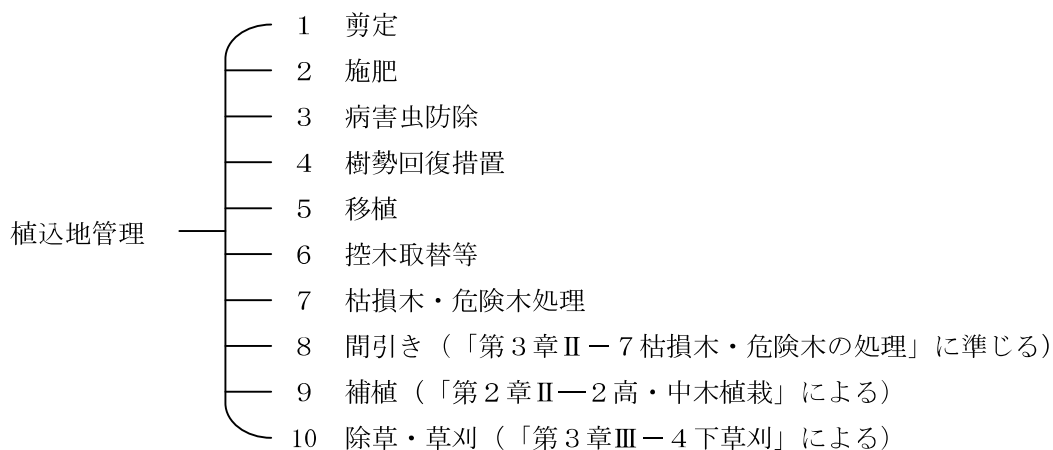 1 剪定
2 施肥
3 病害虫防除
4 樹勢回復措置
5 移植
植込地管理
6 控木取替等
7 枯損木・危険木処理
8 間引き（「第３章Ⅱ－７枯損木・危険木の処理」に準じる）
9 補植（「第２章Ⅱ―２高・中木植栽」による）
10 除草・草刈（「第３章Ⅲ－４下草刈」による）